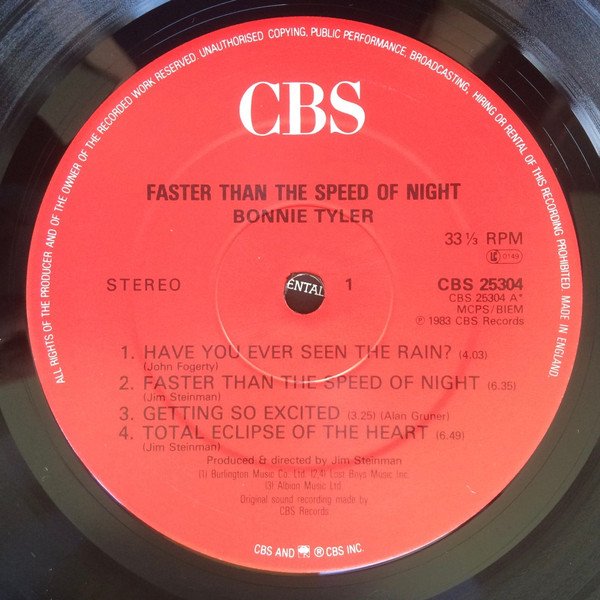 ALL RIGHTS OF THE PRODUCER AND OF THE OWNER OF THE RECORDED WORK RESERVED. UNAUTHORISED COPYING, PUBLIC PERFORMANCE, BROADCASTING, HIRING OR RENTAL OF THIS RECORDING PROHIBITED. MADE IN ENGLAND.
CBS
FASTER THAN THE SPEED OF NIGHT
BONNIE TYLER
33 ⅓ RPM
LC 0149
STEREO
ENTAL
1
CBS 25304
CBS 25304 A*
MCPS/BIEM
℗ 1983 CBS Records
1. HAVE YOU EVER SEEN THE RAIN? (4.03)
(John Fogerty)
2. FASTER THAN THE SPEED OF NIGHT (6.35)
(Jim Steinman)
3. GETTING SO EXCITED (3.25) (Alan Gruner)
4. TOTAL ECLIPSE OF THE HEART (6.49)
(Jim Steinman)
Produced & directed by Jim Steinman
(1) Burlington Music Co. Ltd. (2,4) Lost Boys Music Inc.
(3) Albion Music Ltd
Original sound recording made by
CBS Records
CBS AND ® CBS INC.